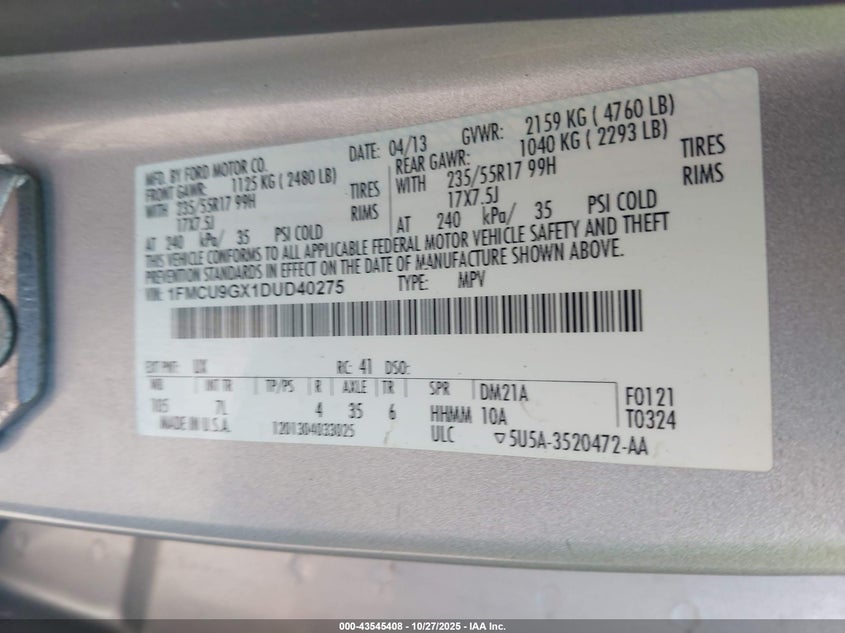 MFD. BY FORD MOTOR CO.
DATE: 04/13 GVWR: 2159 KG ( 4760 LB)
FRONT GAWR: 1125 KG ( 2480 LB) REAR GAWR: 1040 KG ( 2293 LB)
WITH 235/55R17 99H TIRES WITH 235/55R17 99H TIRES
17X7.5J RIMS 17X7.5J RIMS
AT 240 kPa/ 35 PSI COLD AT 240 kPa/ 35 PSI COLD
THIS VEHICLE CONFORMS TO ALL APPLICABLE FEDERAL MOTOR VEHICLE SAFETY AND THEFT
PREVENTION STANDARDS IN EFFECT ON THE DATE OF MANUFACTURE SHOWN ABOVE.
VIN: 1FMCU9GX1DUD40275 TYPE: MPV
EXT PNT: UX RC: 41 DSO:
WB INT TR TP/PS R AXLE TR SPR DM21A F0121
105 7L 4 35 6 HHMM 10A T0324
MADE IN U.S.A. 1201304033025 ULC ▽5U5A-3520472-AA
000-43545408 - 10/27/2025 - IAA Inc.